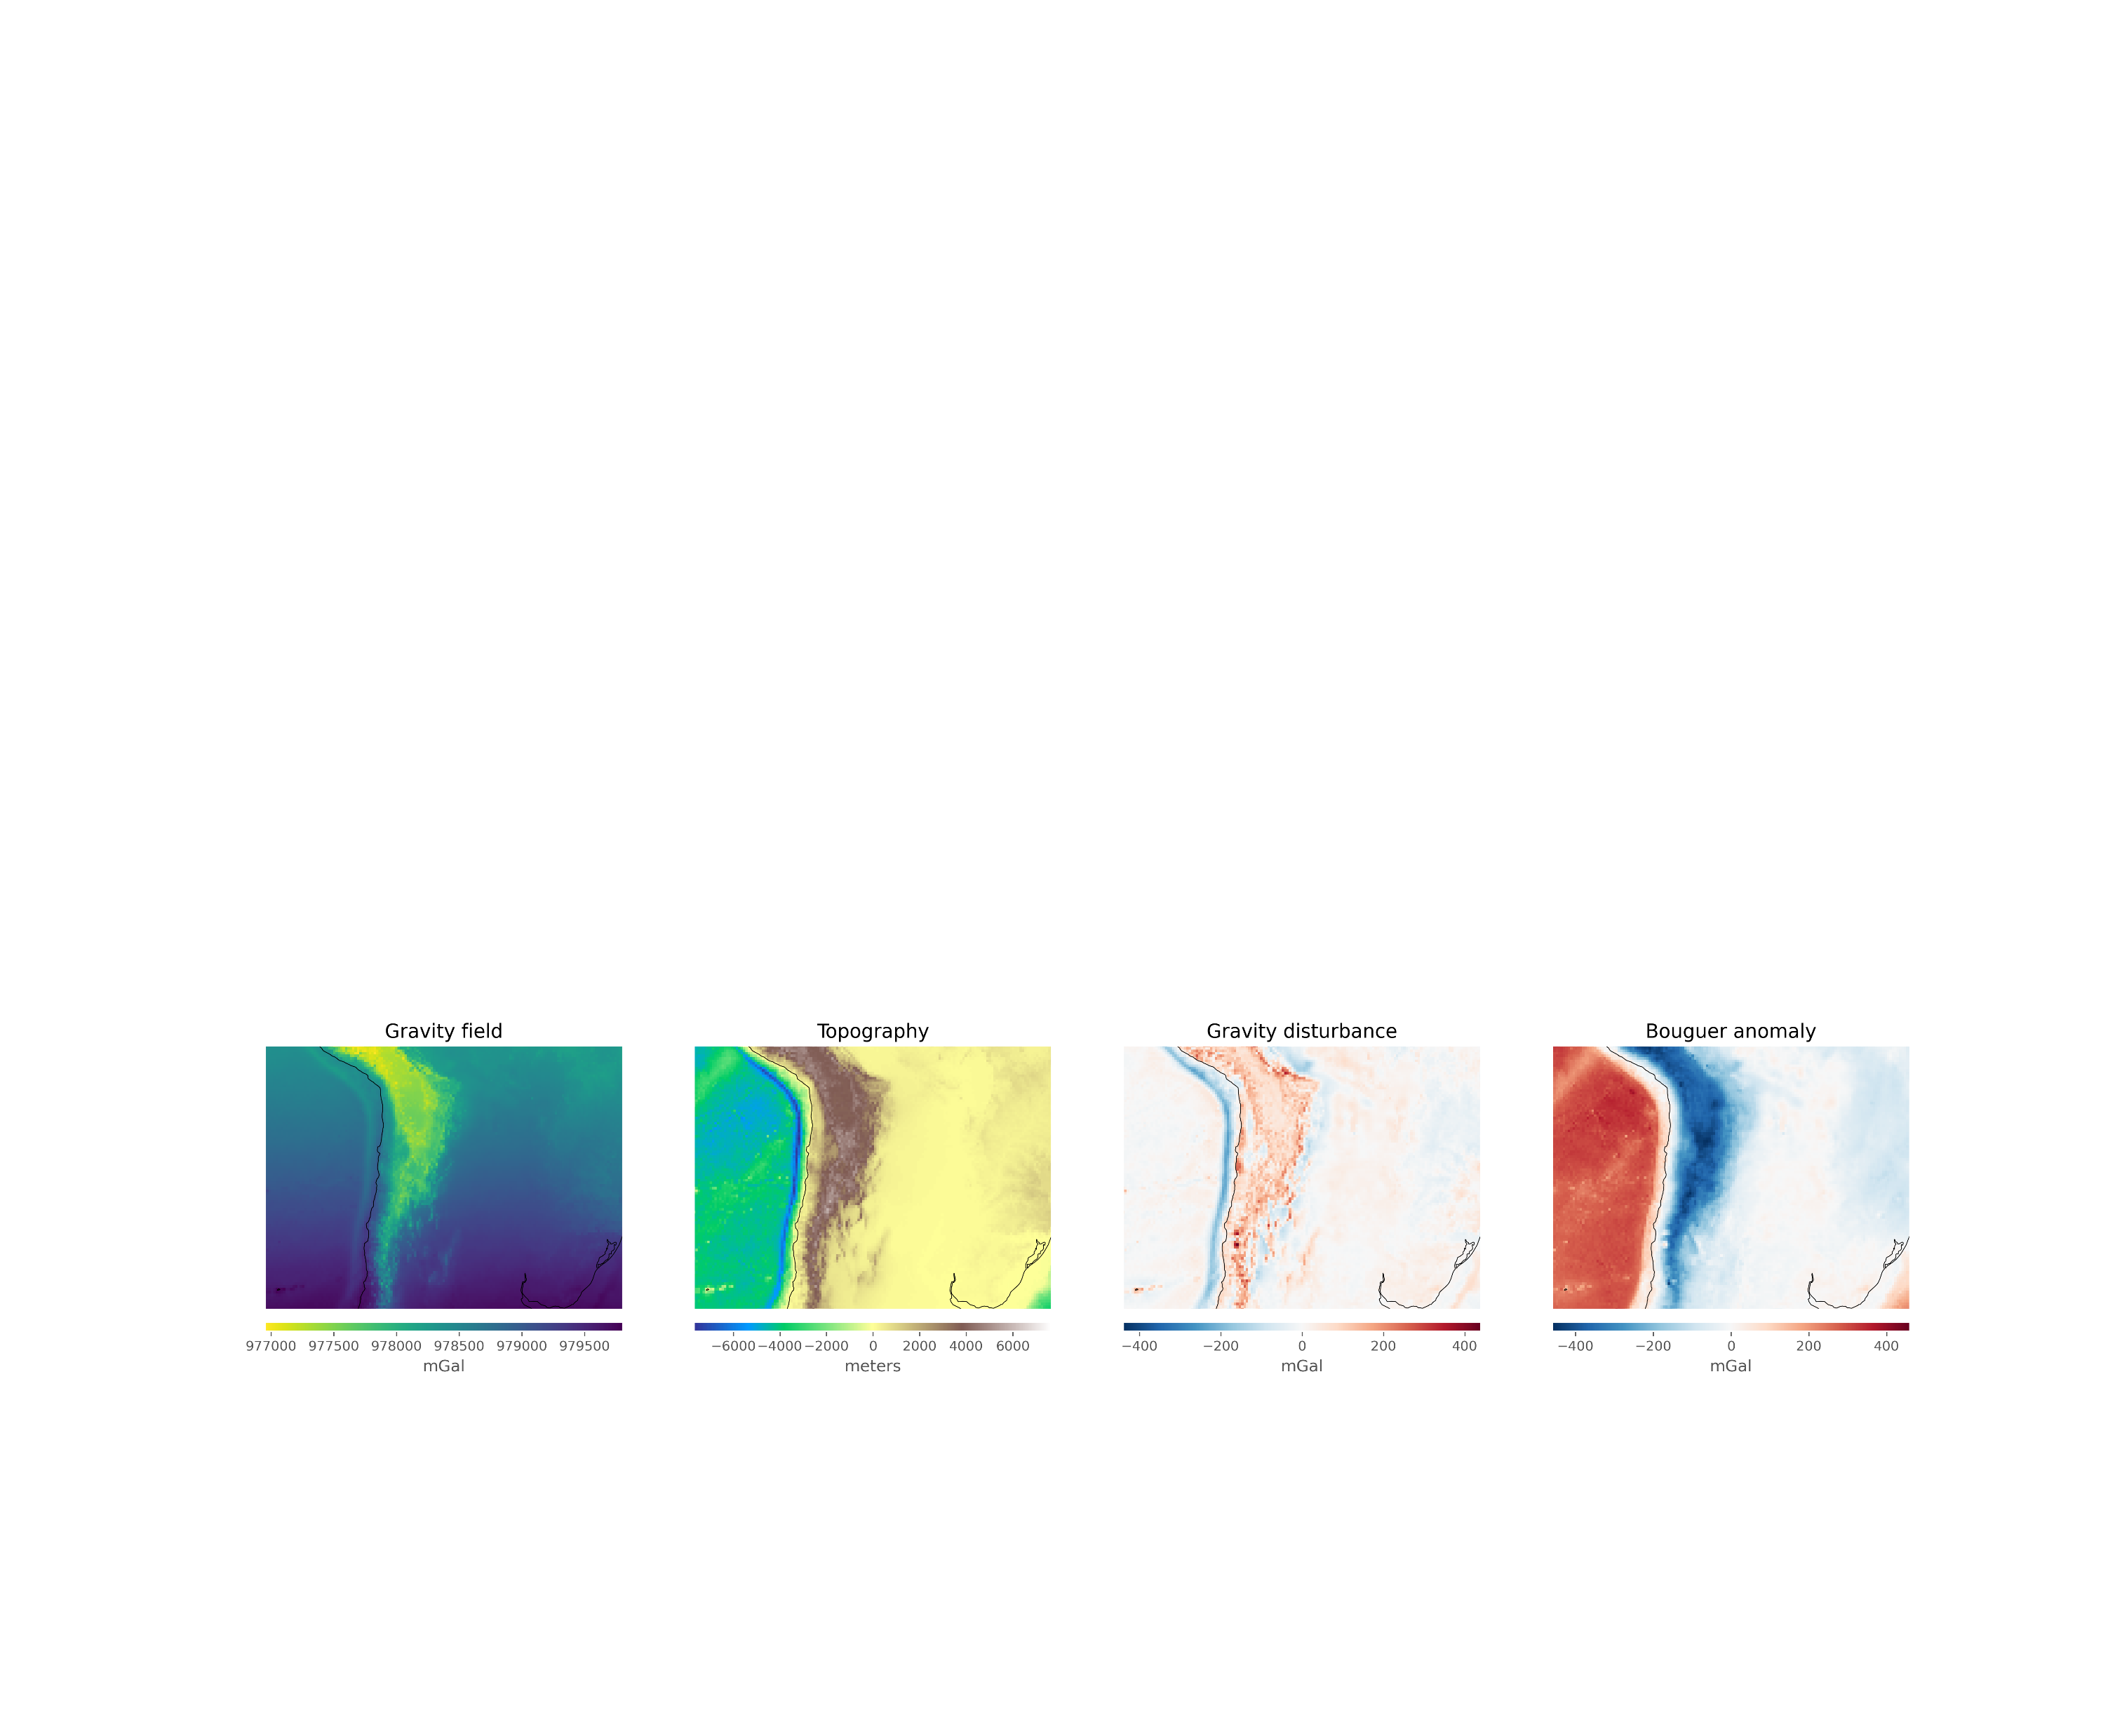 Gravity field
Topography
Gravity disturbance
Bouguer anomaly
977000 977500 978000 978500 979000 979500
−6000 −4000 −2000 0 2000 4000 6000
−400 −200 0 200 400
−400 −200 0 200 400
mGal
meters
mGal
mGal